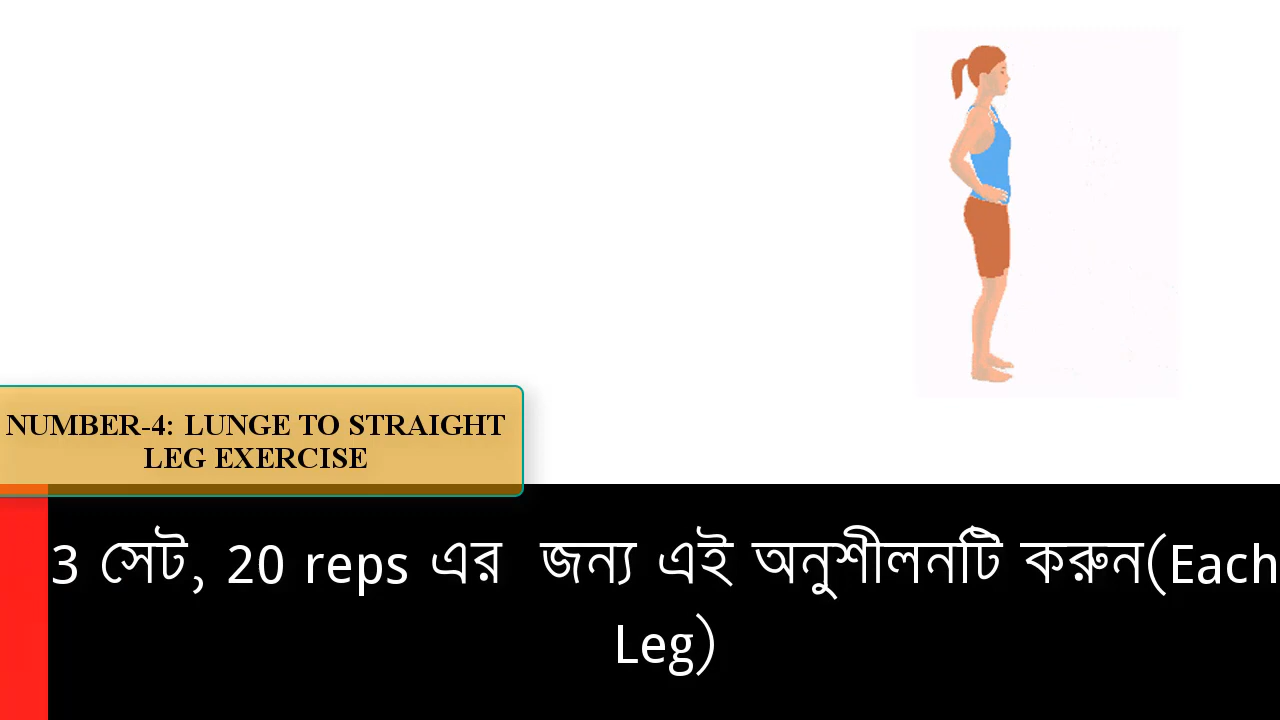 NUMBER-4: LUNGE TO STRAIGHT
LEG EXERCISE
3 সেট, 20 reps এর জন্য এই অনুশীলনটি করুন(Each
Leg)